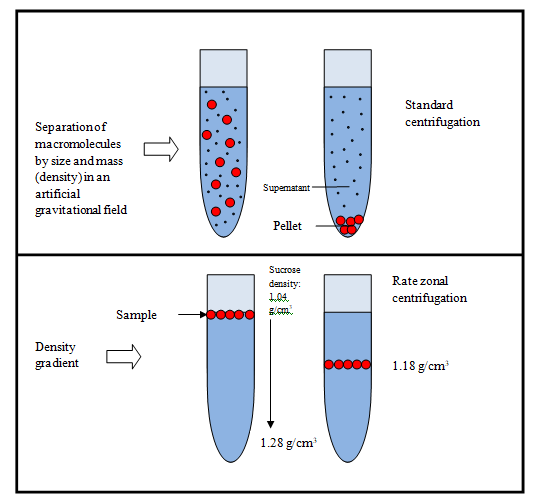 Separation of
macromolecules
by size and mass
(density) in an
artificial
gravitational field
Standard
centrifugation
Supernatant
Pellet
Sucrose
density:
1.04
g/cm³
Rate zonal
centrifugation
Sample
Density
gradient
1.18 g/cm³
1.28 g/cm³